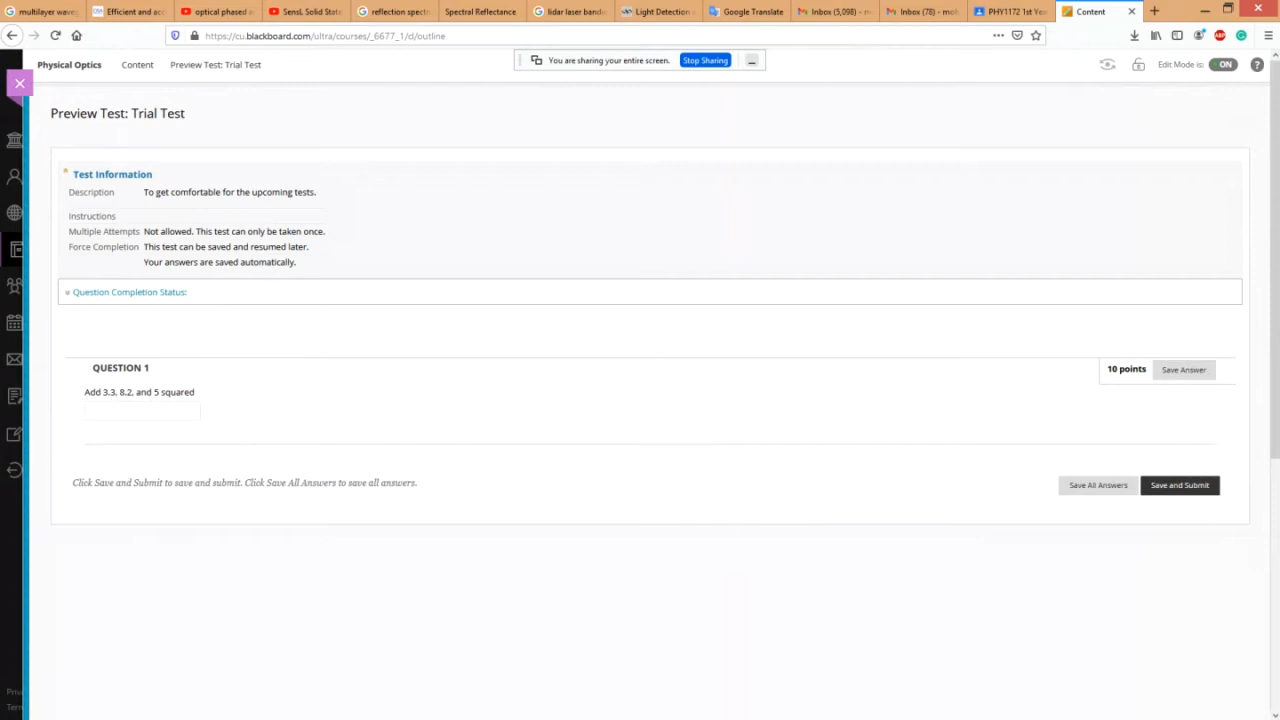 multilayer waveg
Efficient and acc
optical phased a
SensL Solid State
reflection spectr
Spectral Reflectance
lidar laser bandw
Light Detection a
Google Translate
Inbox (5,098) - m
Inbox (78) - moh
PHY1172 1st Year
Content
https://cu.blackboard.com/ultra/courses/_6677_1/cl/outline
Physical Optics
Content
Preview Test: Trial Test
You are sharing your entire screen.
Stop Sharing
Edit Mode is:
ON
Preview Test: Trial Test
Test Information
Description To get comfortable for the upcoming tests.
Instructions
Multiple Attempts Not allowed. This test can only be taken once.
Force Completion This test can be saved and resumed later.
Your answers are saved automatically.
Question Completion Status:
QUESTION 1
10 points
Save Answer
Add 3.3, 8.2, and 5 squared
Click Save and Submit to save and submit. Click Save All Answers to save all answers.
Save All Answers
Save and Submit
Priva
Term